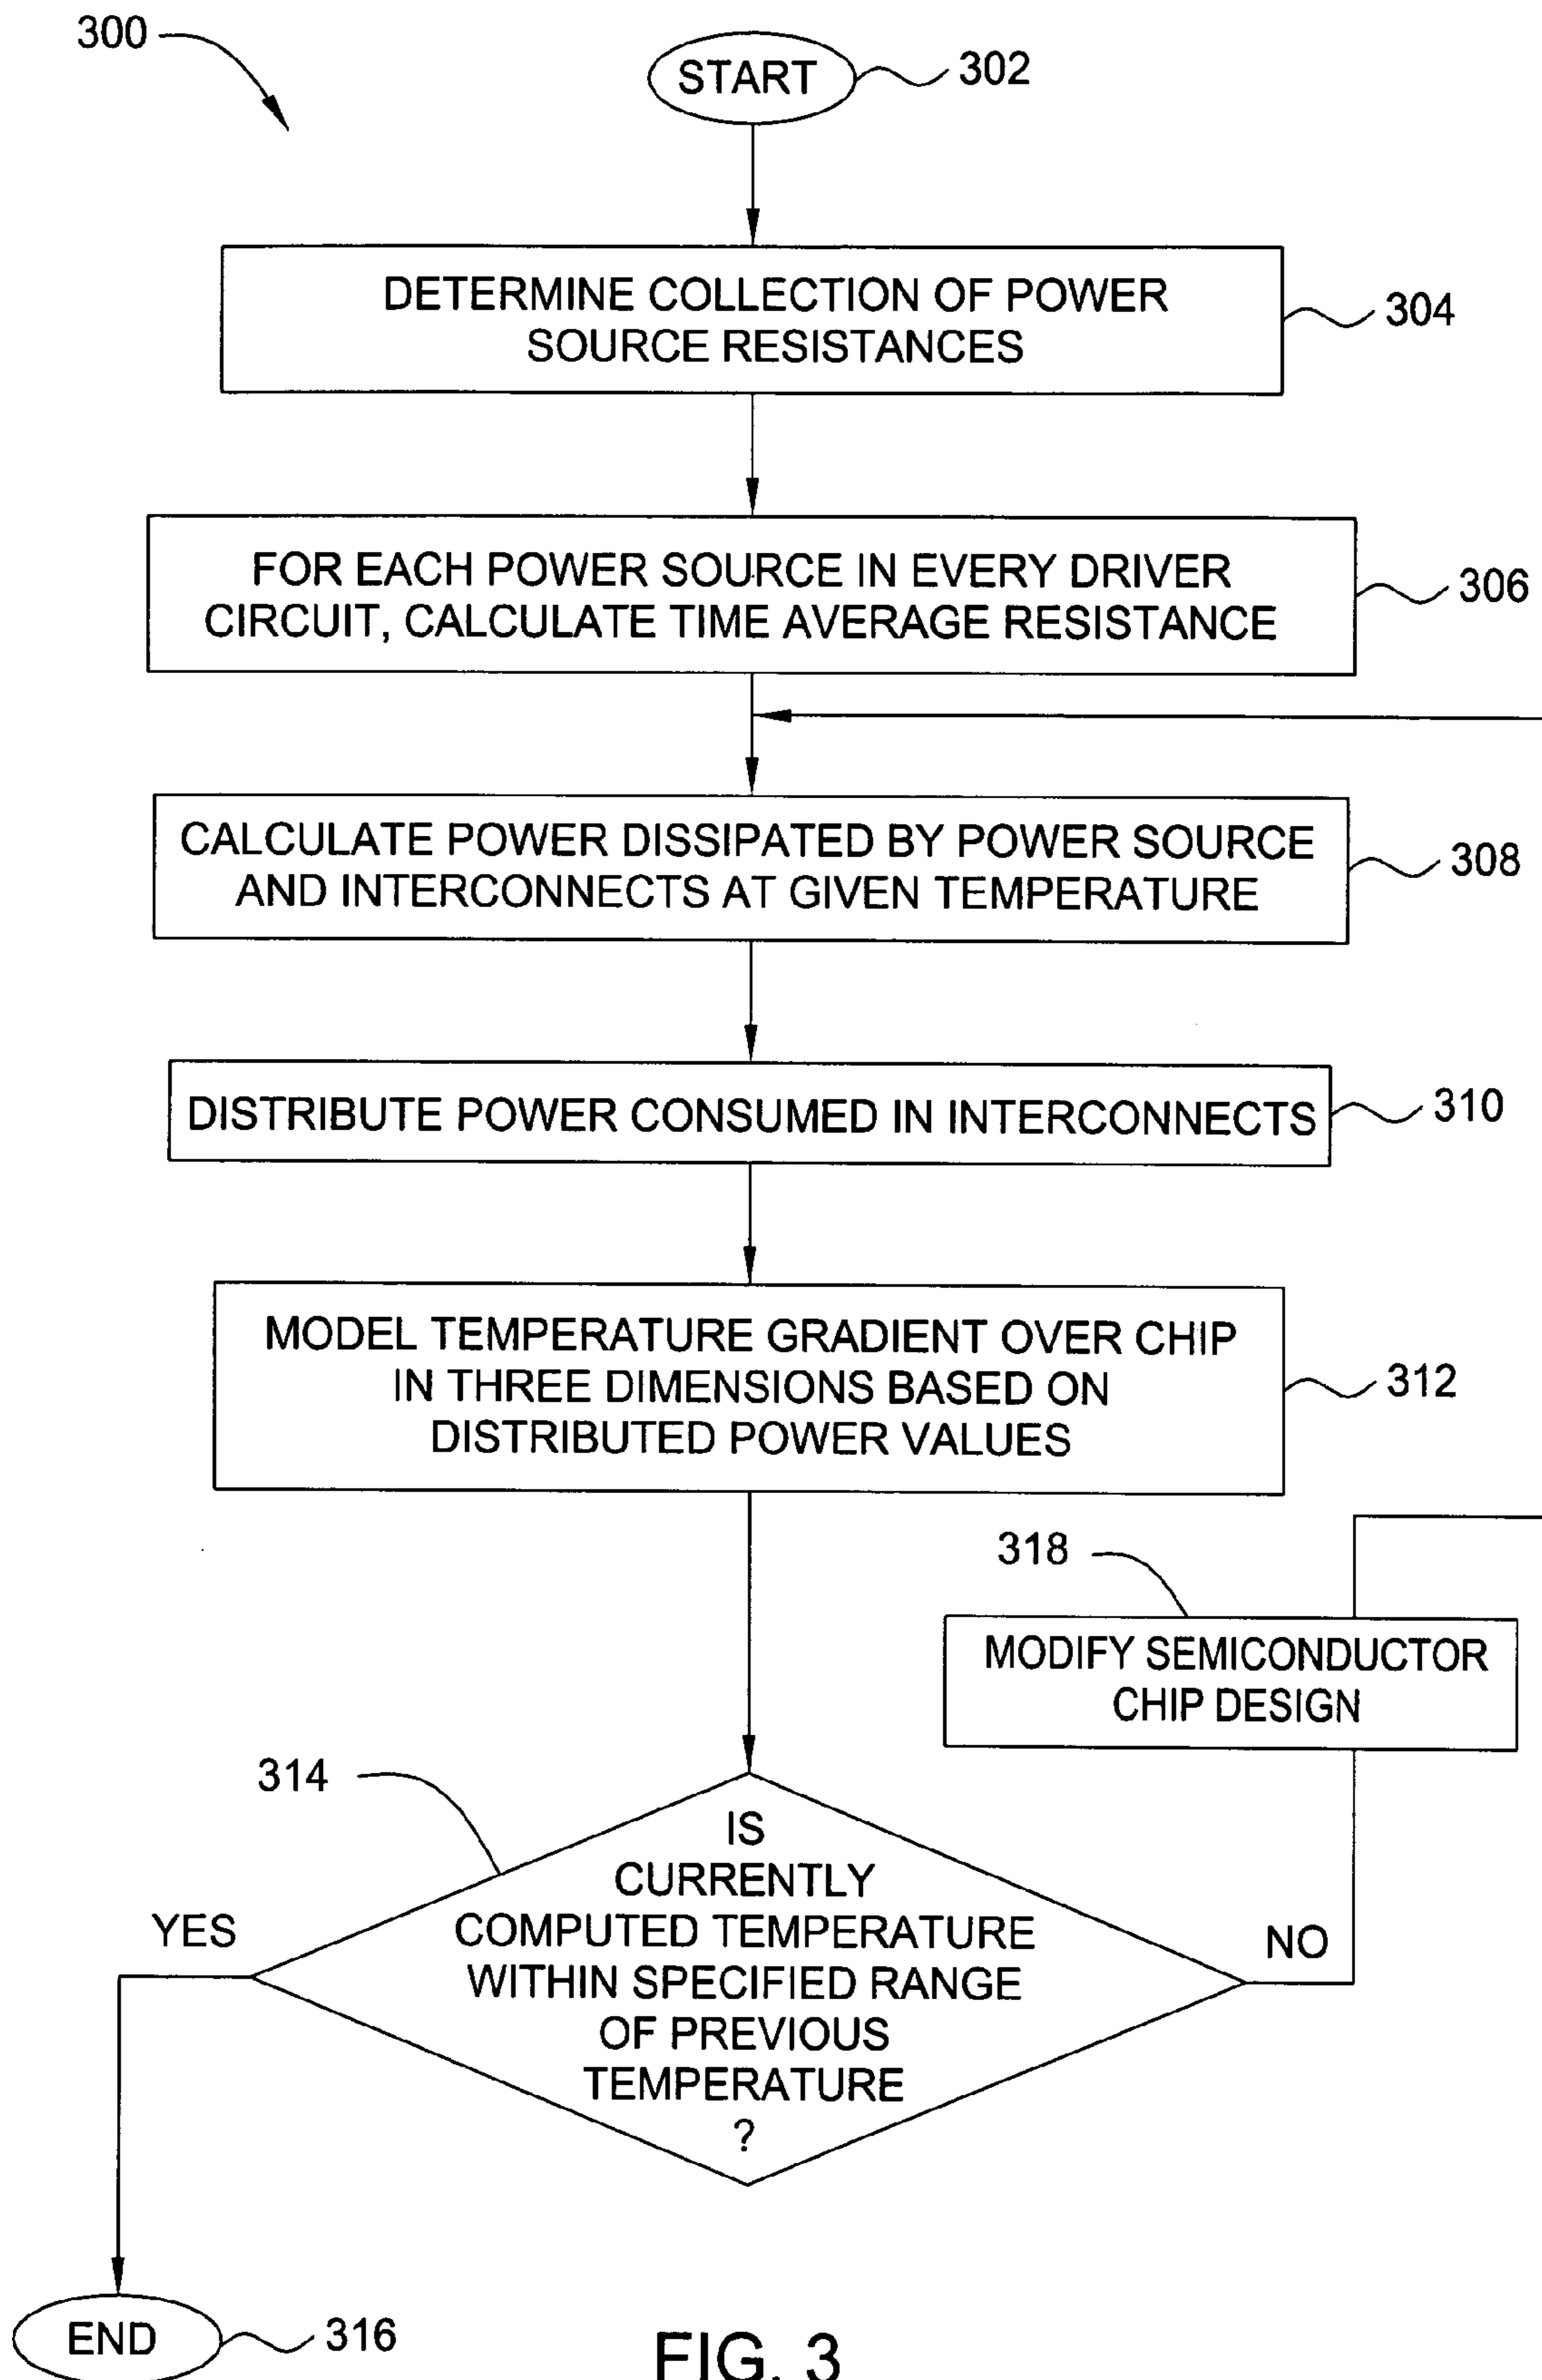 300
START
302
DETERMINE COLLECTION OF POWER
SOURCE RESISTANCES
304
FOR EACH POWER SOURCE IN EVERY DRIVER
CIRCUIT, CALCULATE TIME AVERAGE RESISTANCE
306
CALCULATE POWER DISSIPATED BY POWER SOURCE
AND INTERCONNECTS AT GIVEN TEMPERATURE
308
DISTRIBUTE POWER CONSUMED IN INTERCONNECTS
310
MODEL TEMPERATURE GRADIENT OVER CHIP
IN THREE DIMENSIONS BASED ON
DISTRIBUTED POWER VALUES
312
318
MODIFY SEMICONDUCTOR
CHIP DESIGN
314
IS
CURRENTLY
COMPUTED TEMPERATURE
WITHIN SPECIFIED RANGE
OF PREVIOUS
TEMPERATURE
?
YES
NO
END
316
FIG. 3